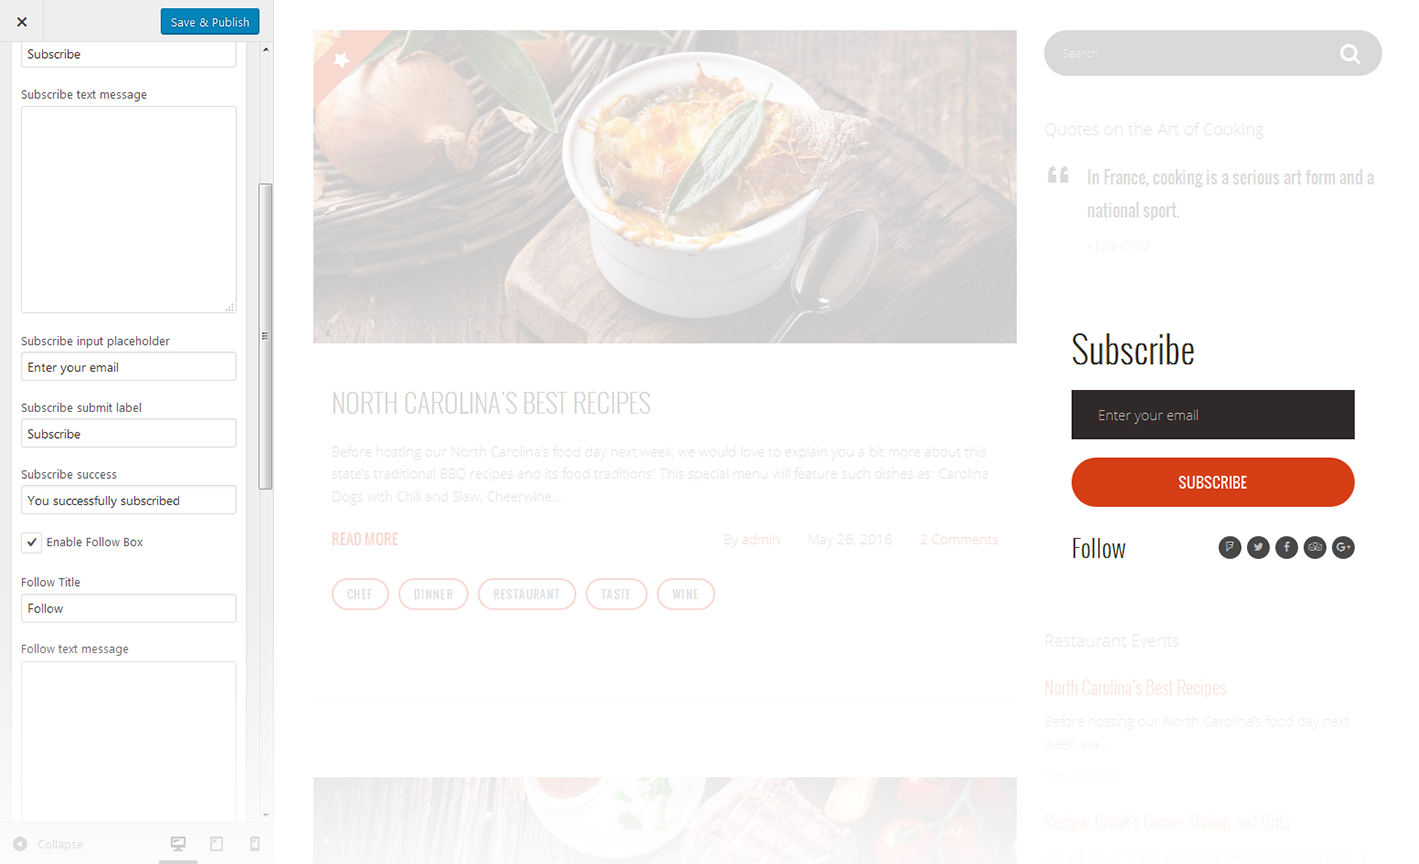 Save & Publish
Subscribe
Subscribe text message
Subscribe input placeholder
Enter your email
Subscribe submit label
Subscribe
Subscribe success
You successfully subscribed
Enable Follow Box
Follow Title
Follow
Follow text message
Collapse
NORTH CAROLINA'S BEST RECIPES
Before hosting our North Carolina's food day next week, we would love to explain you a bit more about this
state's traditional BBQ recipes and its food traditions! This special menu will feature such dishes as: Carolina
Dogs with Chili and Slaw, Cheerwine...
READ MORE
By admin
May 26, 2016
2 Comments
CHEF
DINNER
RESTAURANT
TASTE
WINE
Search
Quotes on the Art of Cooking
In France, cooking is a serious art form and a
national sport.
- Julia Child
Subscribe
Enter your email
SUBSCRIBE
Follow
Restaurant Events
North Carolina's Best Recipes
Before hosting our North Carolina's food day next
week, we...
May 26, 2016
Recipe: Crook's Corner Shrimp and Grits